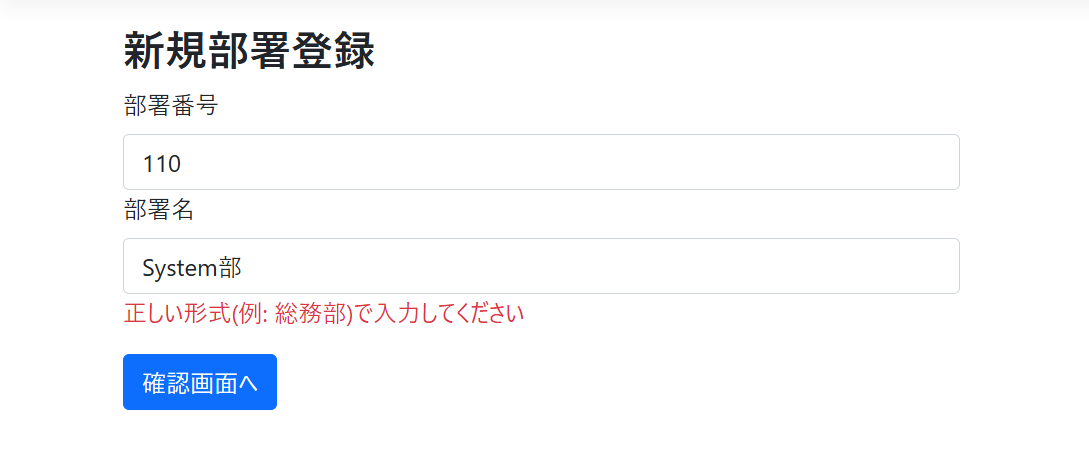 新規部署登録
部署番号
110
部署名
System部
正しい形式(例: 総務部)で入力してください
確認画面へ